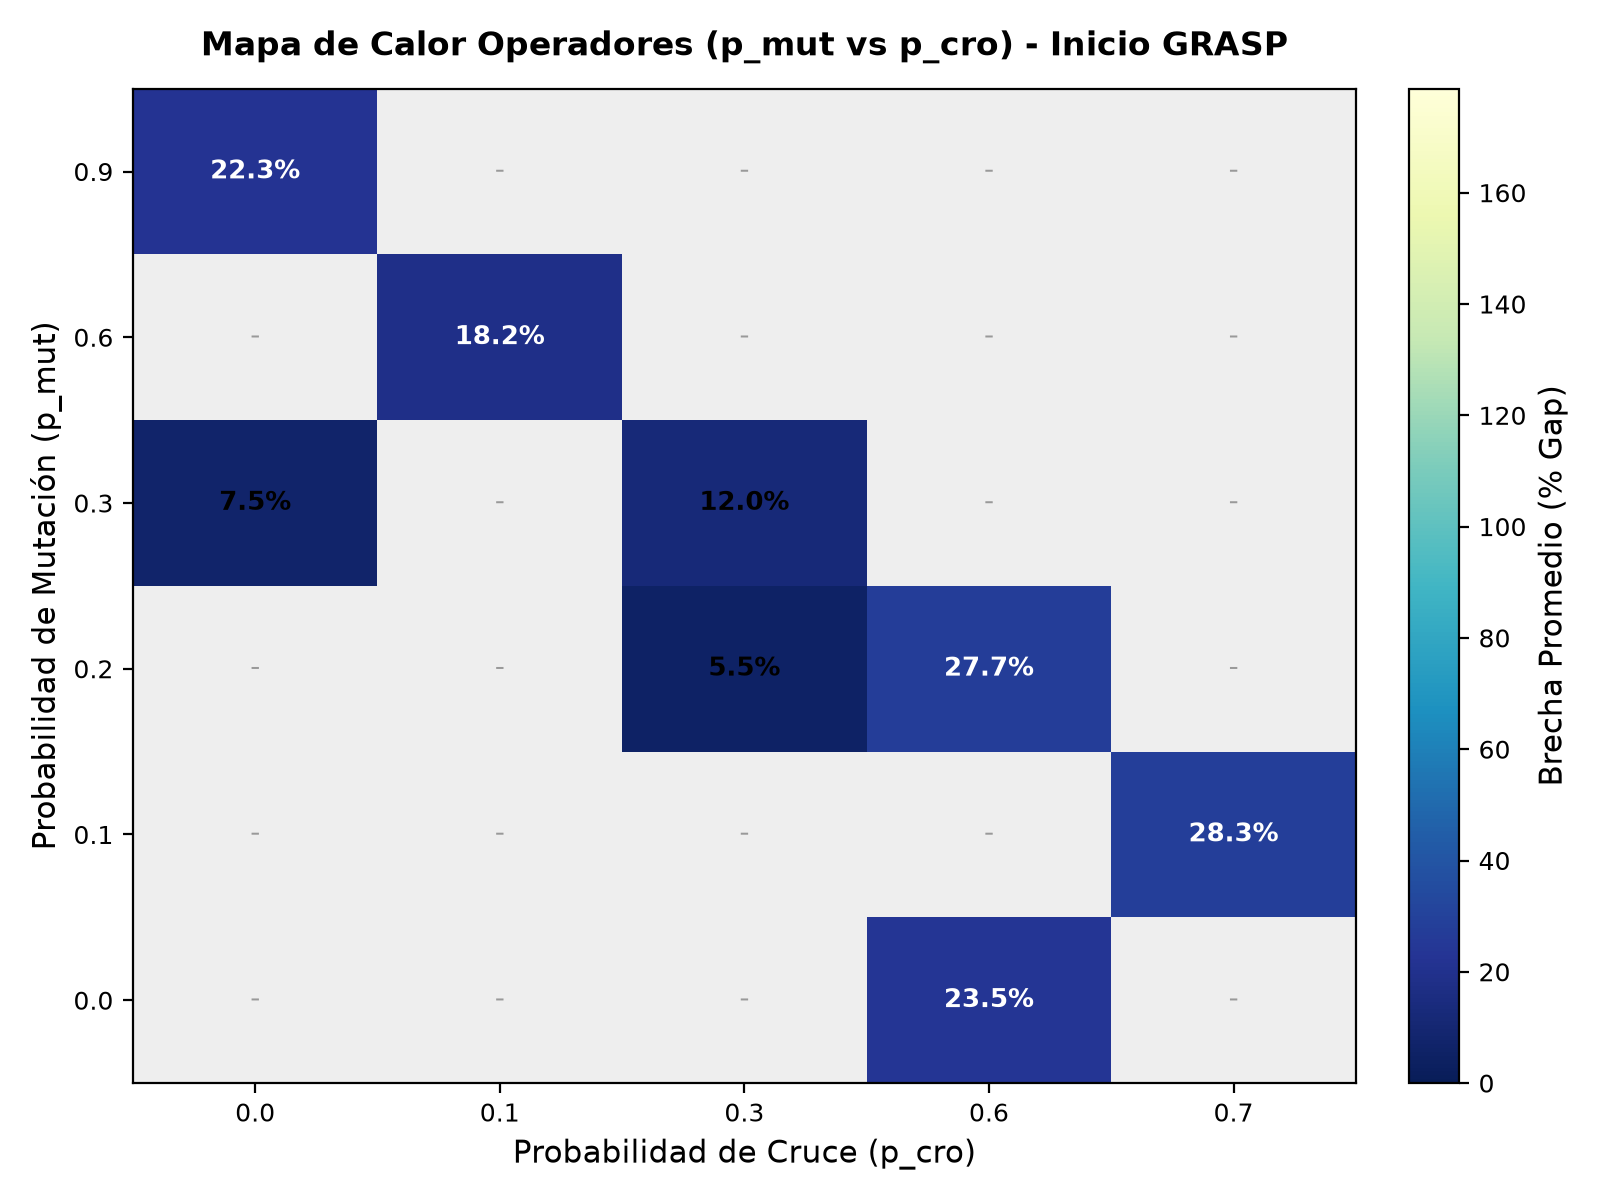 Mapa de Calor Operadores (p_mut vs p_cro) - Inicio GRASP
Probabilidad de Mutación (p_mut)
0.9 22.3% - - - -
0.6 - 18.2% - - -
0.3 7.5% - 12.0% - -
0.2 - - 5.5% 27.7% -
0.1 - - - - 28.3%
0.0 - - - 23.5% -
0.0 0.1 0.3 0.6 0.7
Probabilidad de Cruce (p_cro)
160
140
120
100
80
60
40
20
0
Brecha Promedio (% Gap)